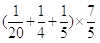 (1/20 + 1/4 + 1/5) × 7/5